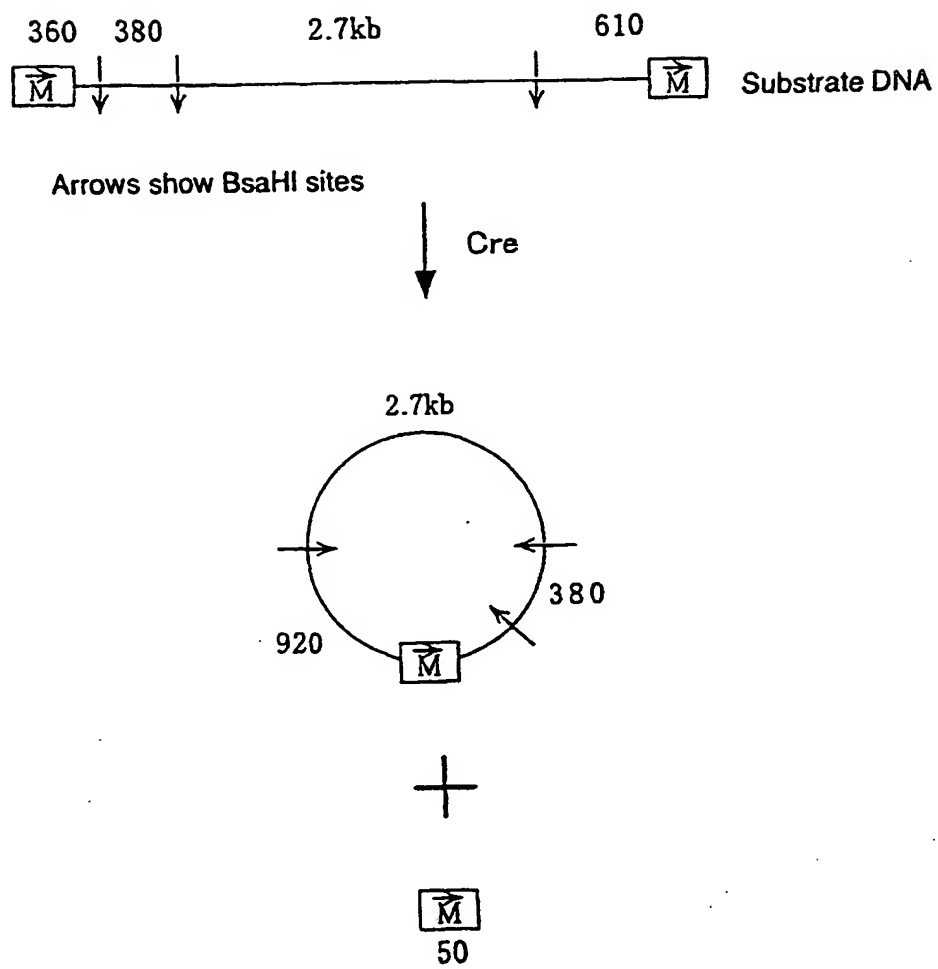 360 380 2.7kb 610
M M Substrate DNA
Arrows show BsaHI sites
Cre
2.7kb
380
920
M
M
50